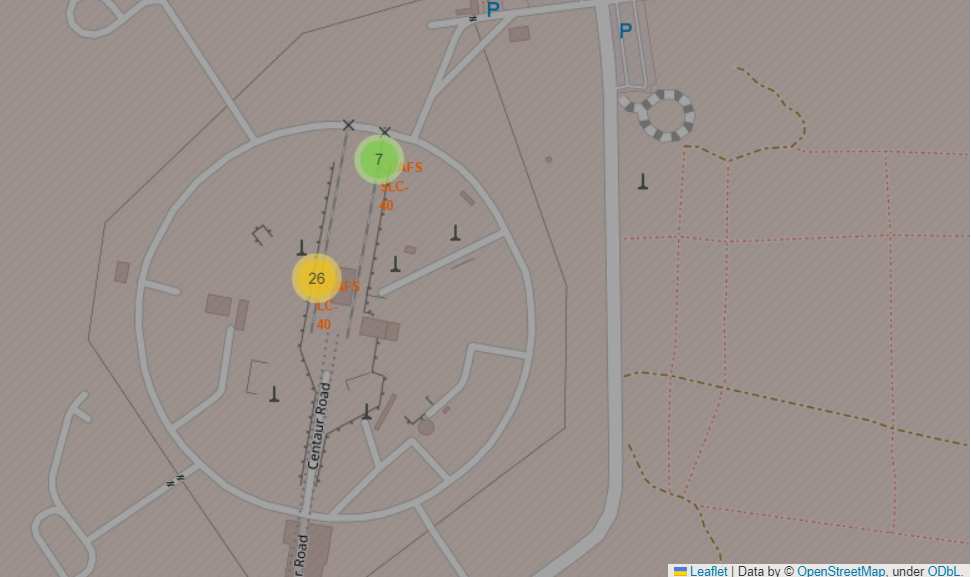 P
P
7
AFS
SLC-
40
26
AFS
LC-
40
Centaur Road
r Road
Leaflet | Data by © OpenStreetMap, under ODbL.